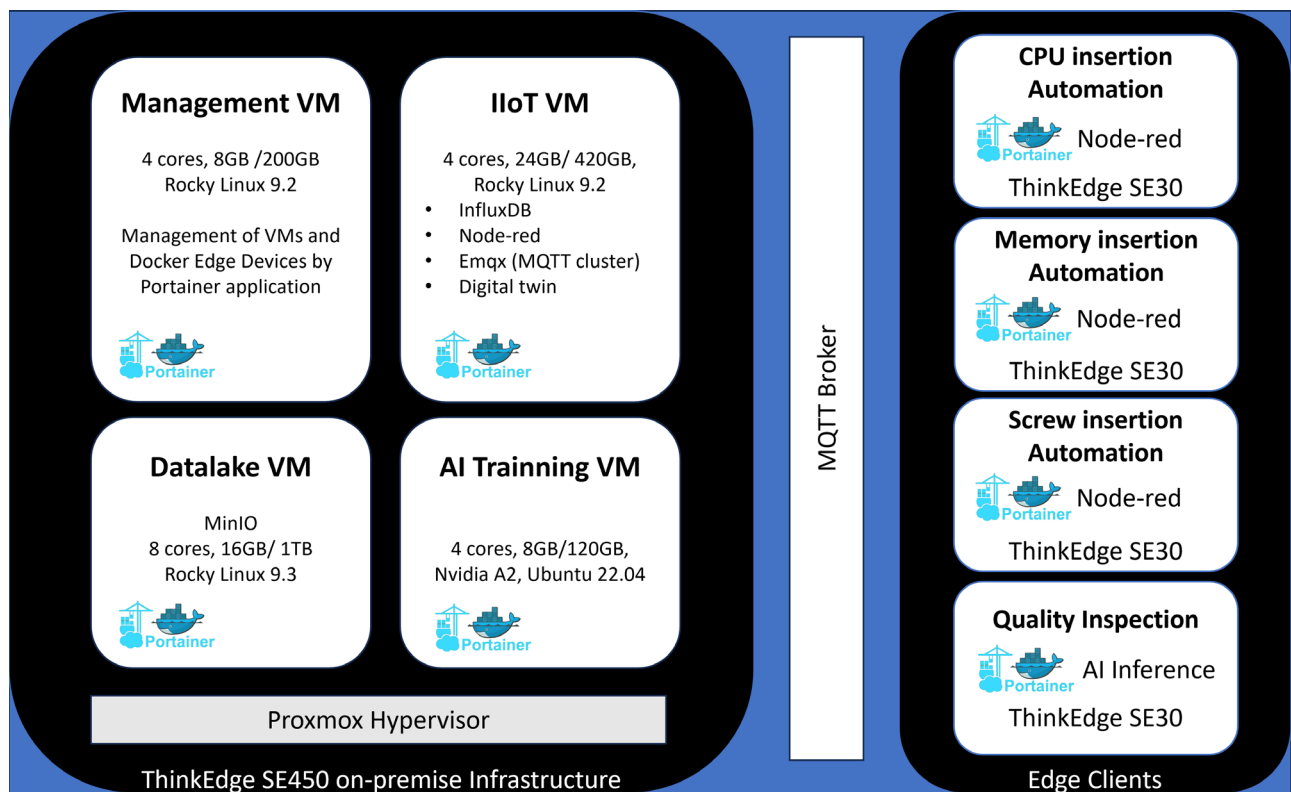 Management VM
4 cores, 8GB /200GB
Rocky Linux 9.2
Management of VMs and
Docker Edge Devices by
Portainer application
Portainer
IIoT VM
4 cores, 24GB/ 420GB,
Rocky Linux 9.2
• InfluxDB
• Node-red
• Emqx (MQTT cluster)
• Digital twin
Portainer
Datalake VM
MinIO
8 cores, 16GB/ 1TB
Rocky Linux 9.3
Portainer
AI Trainning VM
4 cores, 8GB/120GB,
Nvidia A2, Ubuntu 22.04
Portainer
Proxmox Hypervisor
ThinkEdge SE450 on-premise Infrastructure
MQTT Broker
CPU insertion
Automation
Portainer
Node-red
ThinkEdge SE30
Memory insertion
Automation
Portainer
Node-red
ThinkEdge SE30
Screw insertion
Automation
Portainer
Node-red
ThinkEdge SE30
Quality Inspection
Portainer
AI Inference
ThinkEdge SE30
Edge Clients